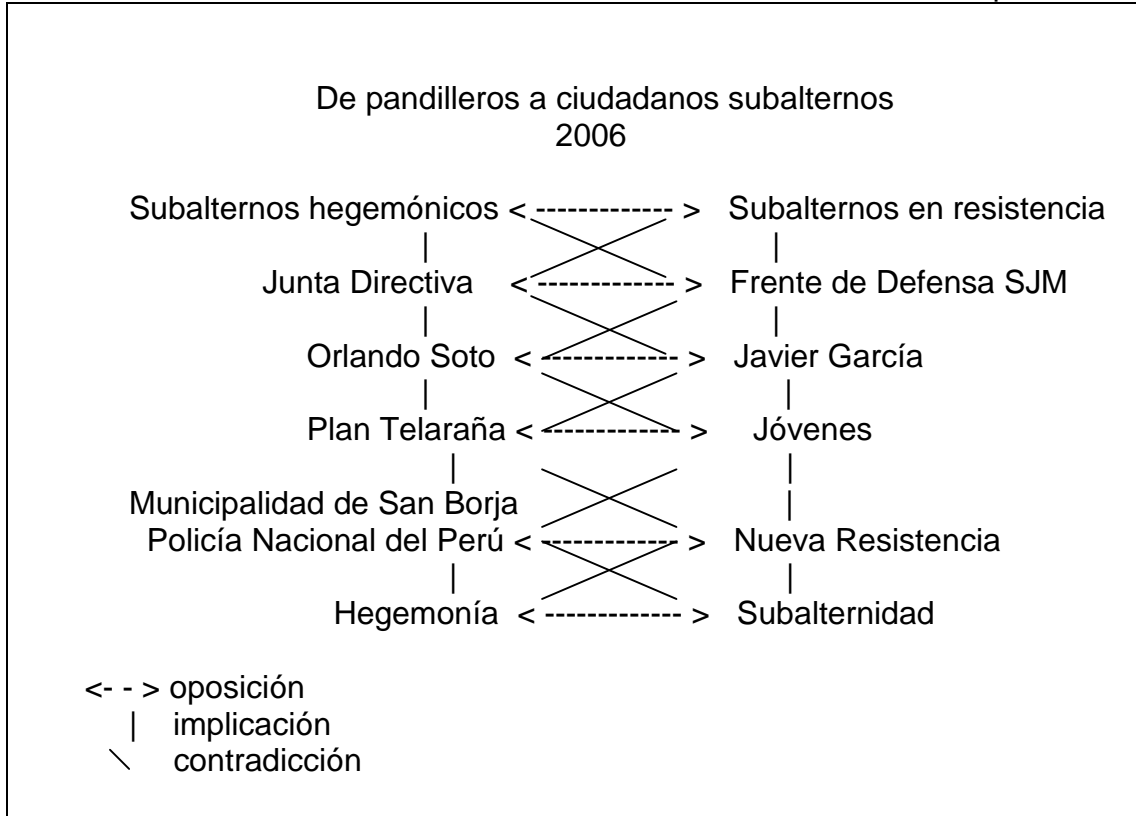 De pandilleros a ciudadanos subalternos
2006
Subalternos hegemónicos < ------------- > Subalternos en resistencia
| |
Junta Directiva < ------------- > Frente de Defensa SJM
| |
Orlando Soto < ------------- > Javier García
| |
Plan Telaraña < ------------- > Jóvenes
| |
Municipalidad de San Borja |
Policía Nacional del Perú < ------------- > Nueva Resistencia
| |
Hegemonía < ------------- > Subalternidad
<- - > oposición
| implicación
\ contradicción